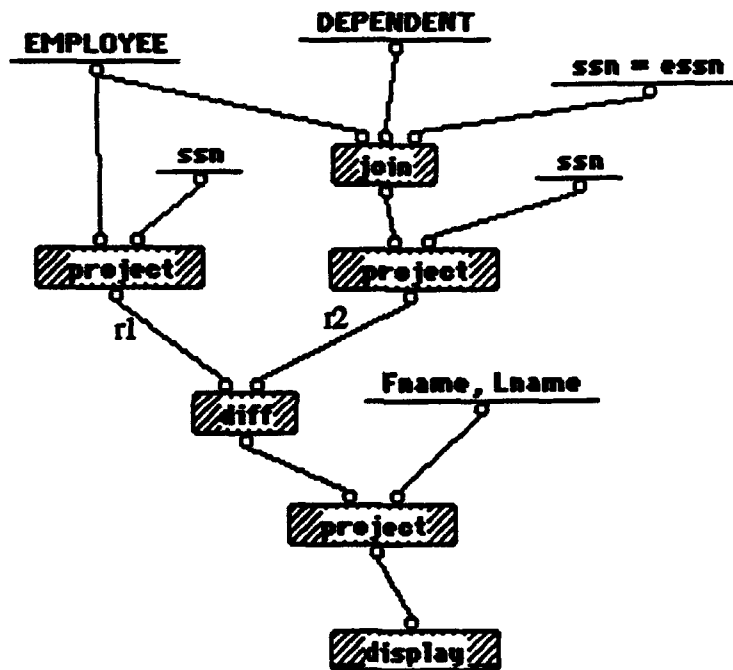 DEPENDENT
EMPLOYEE
ssn = essn
join
ssn
ssn
project
project
r1
r2
Fname, Lname
diff
project
display